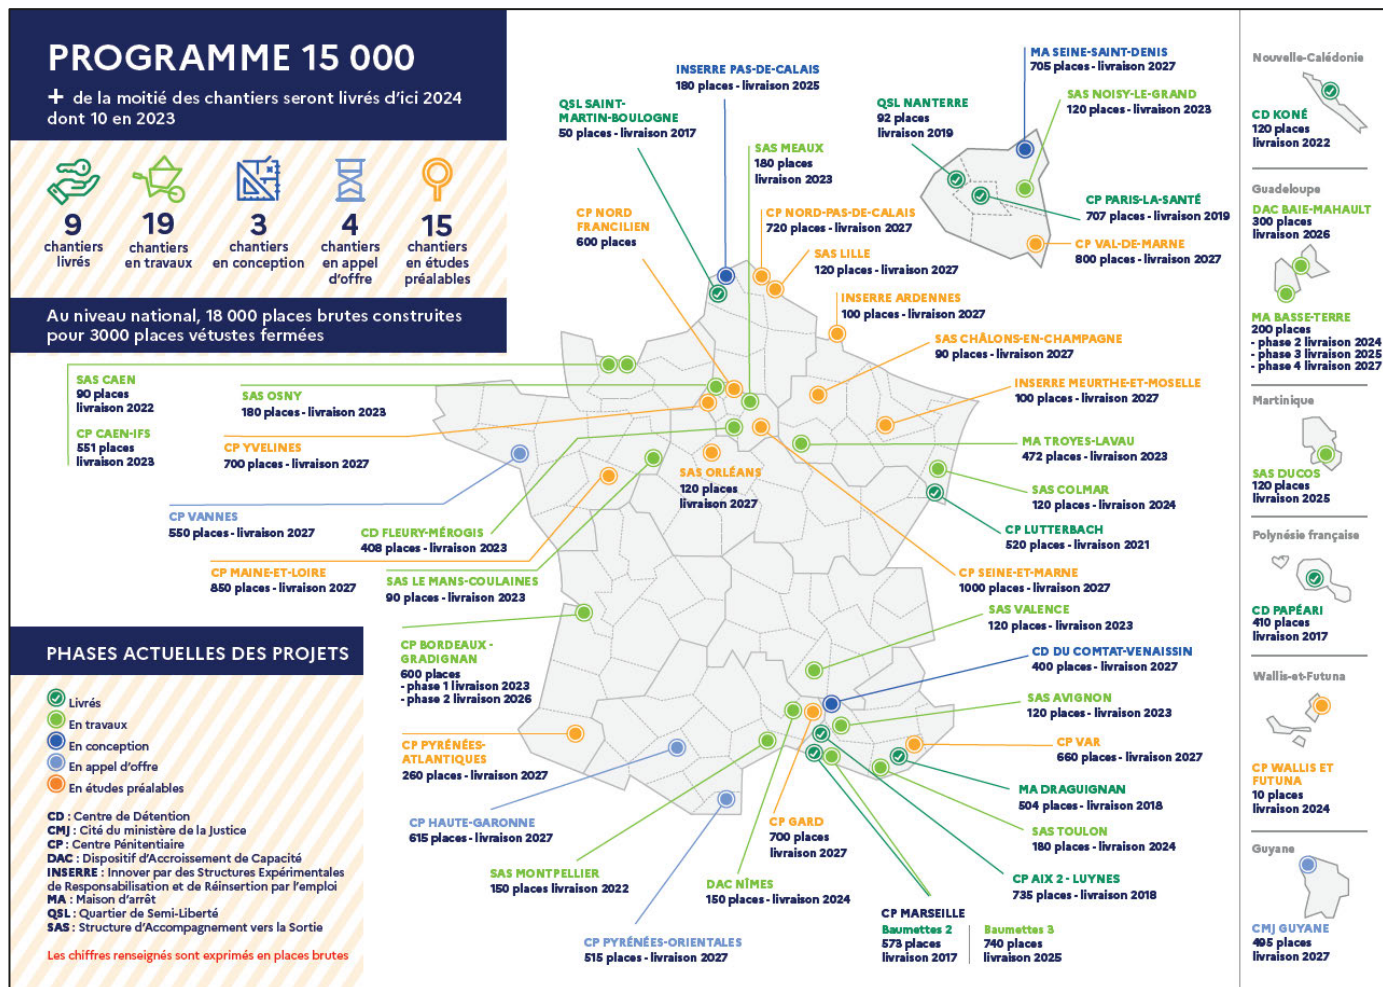 PROGRAMME 15 000
+ de la moitié des chantiers seront livrés d'ici 2024
dont 10 en 2023
9
chantiers
livrés
19
chantiers
en travaux
3
chantiers
en conception
4
chantiers
en appel
d'offre
15
chantiers
en études
préalables
Au niveau national, 18 000 places brutes construites
pour 3000 places vétustes fermées
INSERRE PAS-DE-CALAIS
180 places - livraison 2025
QSL SAINT-
MARTIN-BOULOGNE
50 places - livraison 2017
SAS MEAUX
180 places
livraison 2023
CP NORD
FRANCILIEN
600 places
CP NORD-PAS-DE-CALAIS
720 places - livraison 2027
SAS LILLE
120 places - livraison 2027
INSERRE ARDENNES
100 places - livraison 2027
SAS CHÂLONS-EN-CHAMPAGNE
90 places - livraison 2027
INSERRE MEURTHE-ET-MOSELLE
100 places - livraison 2027
MA TROYES-LAVAU
472 places - livraison 2023
SAS COLMAR
120 places - livraison 2024
CP LUTTERBACH
520 places - livraison 2021
CP SEINE-ET-MARNE
1000 places - livraison 2027
MA SEINE-SAINT-DENIS
705 places - livraison 2027
SAS NOISY-LE-GRAND
120 places - livraison 2023
QSL NANTERRE
92 places
livraison 2019
CP PARIS-LA-SANTÉ
707 places - livraison 2019
CP VAL-DE-MARNE
800 places - livraison 2027
SAS CAEN
90 places
livraison 2022
CP CAEN-IFS
551 places
livraison 2023
SAS OSNY
180 places - livraison 2023
CP YVELINES
700 places - livraison 2027
SAS ORLÉANS
120 places
livraison 2027
CP VANNES
550 places - livraison 2027
CD FLEURY-MÉROGIS
408 places - livraison 2023
CP MAINE-ET-LOIRE
850 places - livraison 2027
SAS LE MANS-COULAINES
90 places - livraison 2023
CP BORDEAUX -
GRADIGNAN
600 places
- phase 1 livraison 2023
- phase 2 livraison 2026
CP PYRÉNÉES-
ATLANTIQUES
260 places - livraison 2027
CP HAUTE-GARONNE
615 places - livraison 2027
SAS MONTPELLIER
150 places livraison 2022
CP PYRÉNÉES-ORIENTALES
515 places - livraison 2027
DAC NÎMES
150 places - livraison 2024
CP GARD
700 places
livraison 2027
SAS VALENCE
120 places - livraison 2023
CD DU COMTAT-VENAISSIN
400 places - livraison 2027
SAS AVIGNON
120 places - livraison 2023
CP VAR
660 places - livraison 2027
MA DRAGUIGNAN
504 places - livraison 2018
SAS TOULON
180 places - livraison 2024
CP AIX 2 - LUYNES
735 places - livraison 2018
CP MARSEILLE
Baumettes 2
573 places
livraison 2017
Baumettes 3
740 places
livraison 2025
PHASES ACTUELLES DES PROJETS
Livrés
En travaux
En conception
En appel d'offre
En études préalables
CD : Centre de Détention
CMJ : Cité du ministère de la Justice
CP : Centre Pénitentiaire
DAC : Dispositif d'Accroissement de Capacité
INSERRE : Innover par des Structures Expérimentales
de Responsabilisation et de Réinsertion par l'emploi
MA : Maison d'arrêt
QSL : Quartier de Semi-Liberté
SAS : Structure d'Accompagnement vers la Sortie
Les chiffres renseignés sont exprimés en places brutes
Nouvelle-Calédonie
CD KONÉ
120 places
livraison 2022
Guadeloupe
DAC BAIE-MAHAULT
300 places
livraison 2026
MA BASSE-TERRE
200 places
- phase 2 livraison 2024
- phase 3 livraison 2025
- phase 4 livraison 2027
Martinique
SAS DUCOS
120 places
livraison 2025
Polynésie française
CD PAPÉARI
410 places
livraison 2017
Wallis-et-Futuna
CP WALLIS ET
FUTUNA
10 places
livraison 2024
Guyane
CMJ GUYANE
495 places
livraison 2027